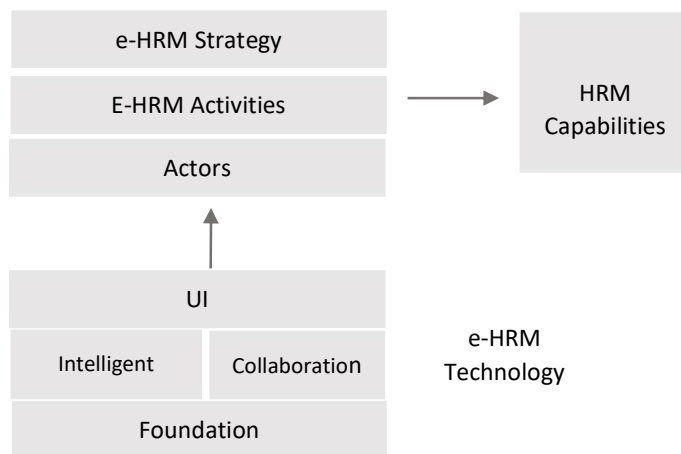 e-HRM Strategy
E-HRM Activities
Actors
HRM
Capabilities
UI
Intelligent
Collaboration
Foundation
e-HRM
Technology